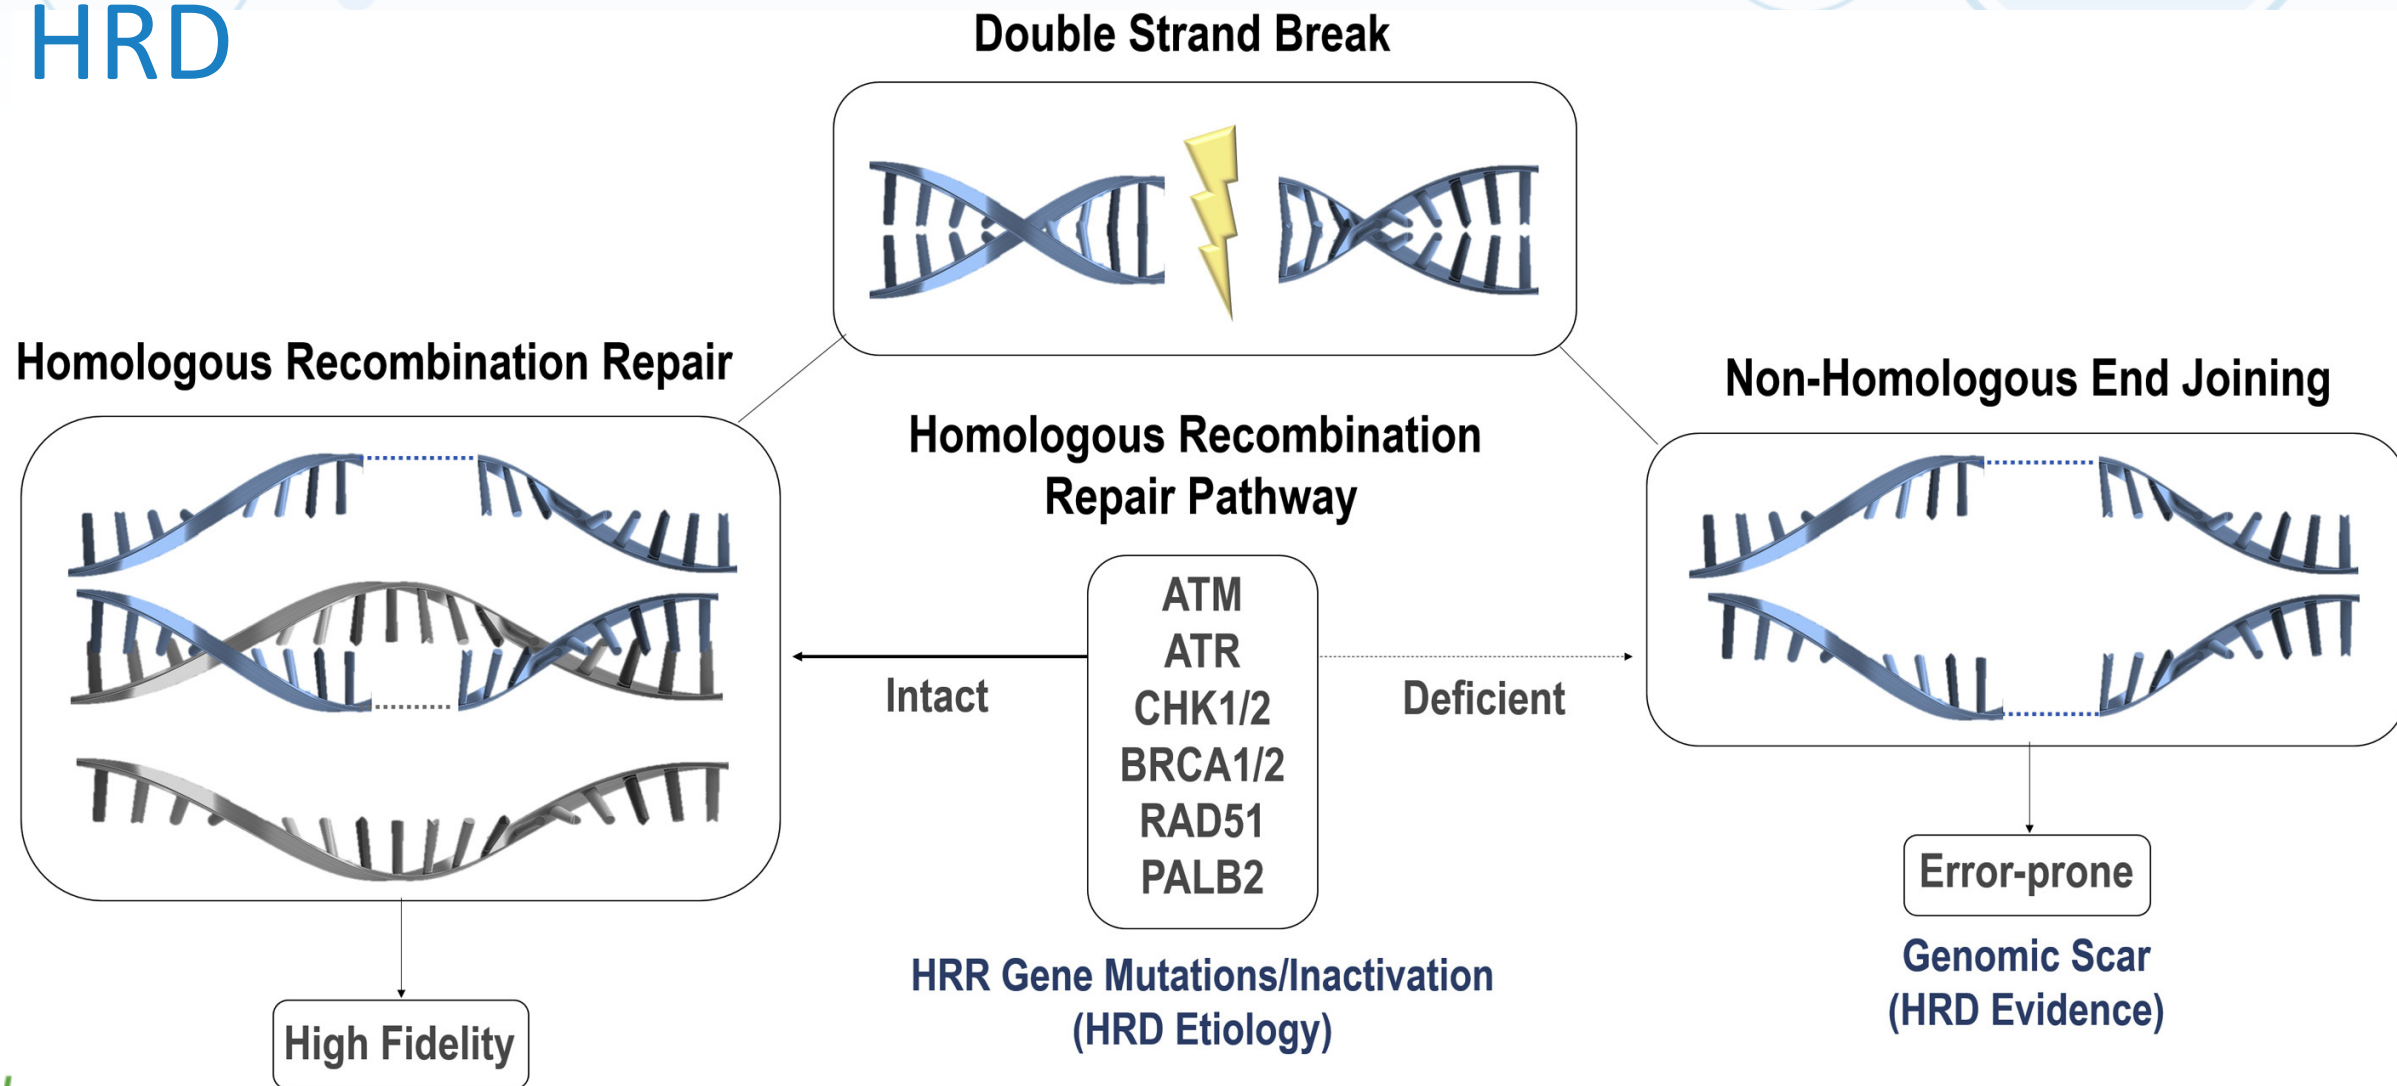 HRD
Double Strand Break
Homologous Recombination Repair
Non-Homologous End Joining
Homologous Recombination
Repair Pathway
ATM
ATR
CHK1/2
BRCA1/2
RAD51
PALB2
Intact
Deficient
Error-prone
Genomic Scar
(HRD Evidence)
HRR Gene Mutations/Inactivation
(HRD Etiology)
High Fidelity